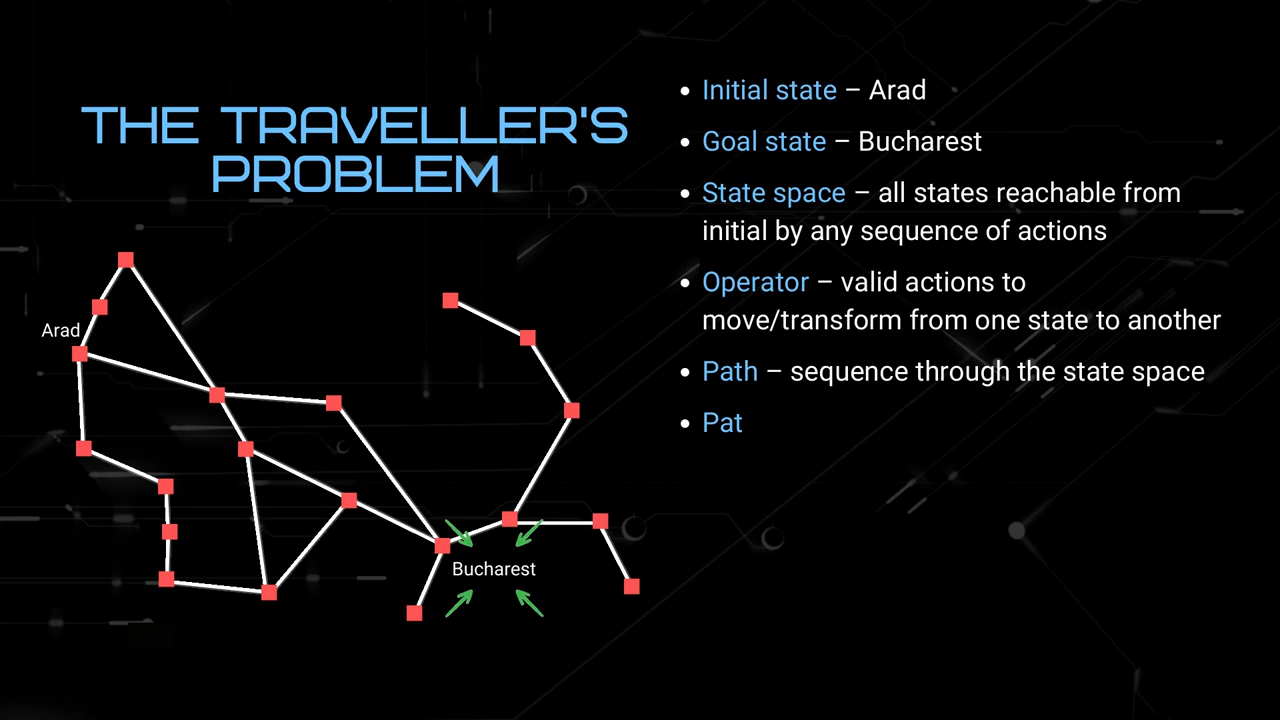 THE TRAVELLER'S
PROBLEM
• Initial state – Arad
• Goal state – Bucharest
• State space – all states reachable from
initial by any sequence of actions
• Operator – valid actions to
move/transform from one state to another
• Path – sequence through the state space
• Pat
Arad
Bucharest